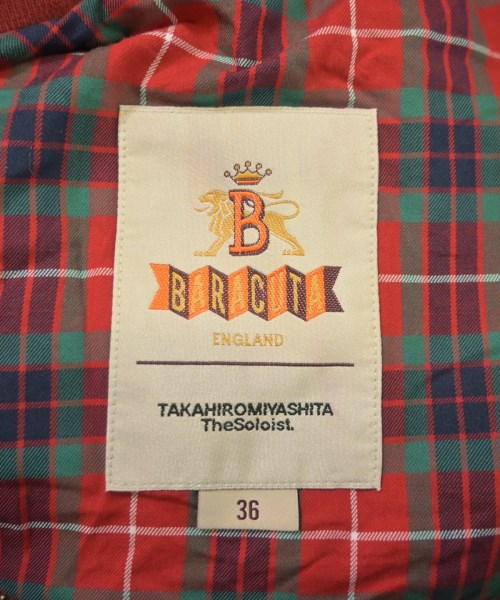 B
BARACUTA
ENGLAND
TAKAHIROMIYASHITA
TheSoloist.
36